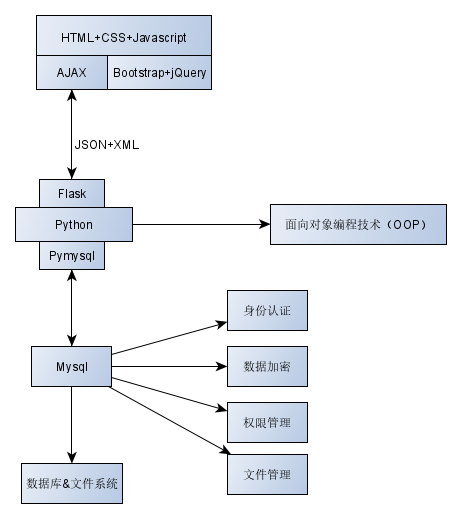 HTML+CSS+Javascript
AJAX
Bootstrap+jQuery
JSON+XML
Flask
Python
面向对象编程技术（OOP）
Pymysql
身份认证
Mysql
数据加密
权限管理
文件管理
数据库&文件系统